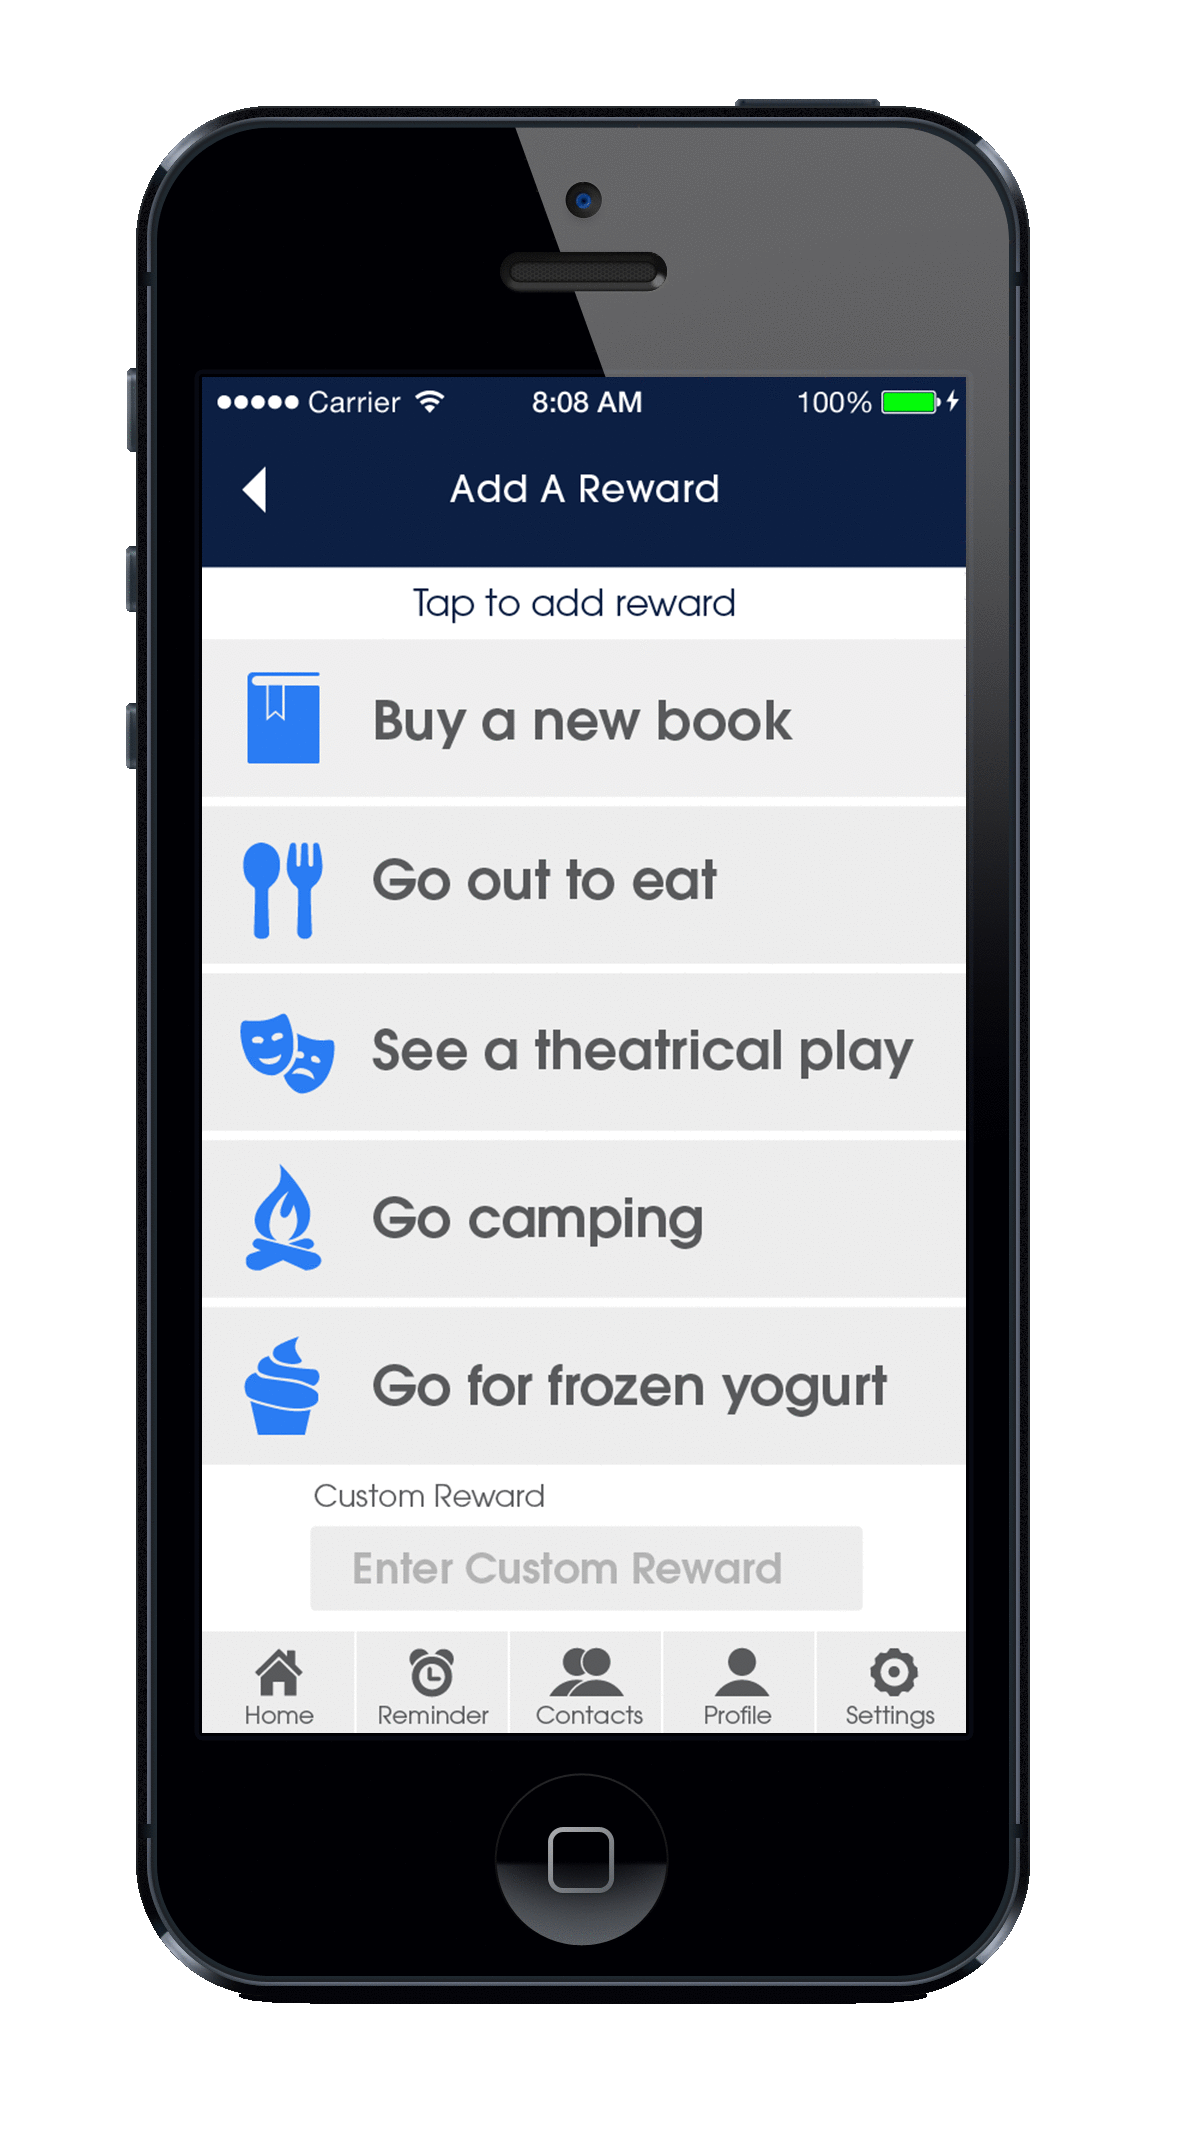 Carrier 8:08 AM 100%
Add A Reward
Tap to add reward
Buy a new book
Go out to eat
See a theatrical play
Go camping
Go for frozen yogurt
Custom Reward
Enter Custom Reward
Home Reminder Contacts Profile Settings